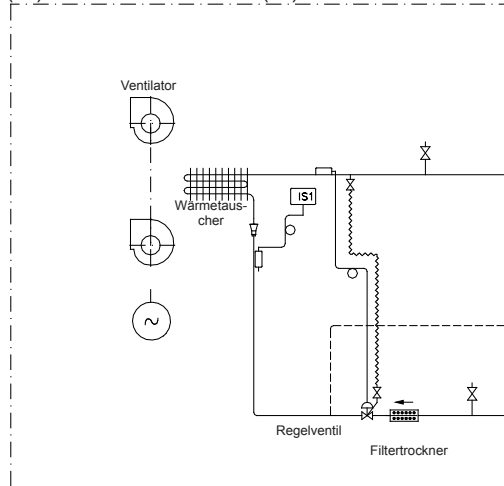 Ventilator
IS1
Wärmetaus-
cher
Regelventil
Filtertrockner